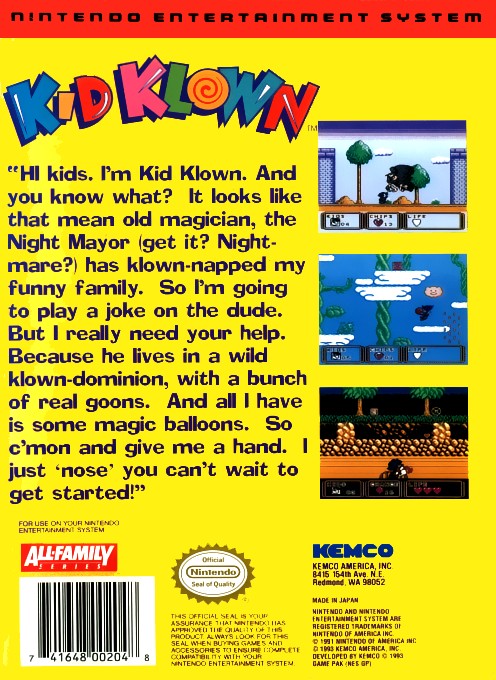 NINTENDO ENTERTAINMENT SYSTEM
KID KLOWN
TM
"HI kids. I'm Kid Klown. And
you know what? It looks like
that mean old magician, the
Night Mayor (get it? Night-
mare?) has klown-napped my
funny family. So I'm going
to play a joke on the dude.
But I really need your help.
Because he lives in a wild
klown-dominion, with a bunch
of real goons. And all I have
is some magic balloons. So
c'mon and give me a hand. I
just 'nose' you can't wait to
get started!"
KIDS CHIPS LIFE
FOR USE ON YOUR NINTENDO
ENTERTAINMENT SYSTEM
ALL-FAMILY
SERIES
7 41648 00204 8
Official
Nintendo
Seal of Quality
THIS OFFICIAL SEAL IS YOUR
ASSURANCE THAT NINTENDO HAS
APPROVED THE QUALITY OF THIS
PRODUCT. ALWAYS LOOK FOR THIS
SEAL WHEN BUYING GAMES AND
ACCESSORIES TO ENSURE COMPLETE
COMPATIBILITY WITH YOUR
NINTENDO ENTERTAINMENT SYSTEM.
KEMCO
KEMCO AMERICA, INC.
8415 154th Ave. N.E.
Redmond, WA 98052
MADE IN JAPAN
NINTENDO AND NINTENDO
ENTERTAINMENT SYSTEM ARE
REGISTERED TRADEMARKS OF
NINTENDO OF AMERICA INC.
© 1991 NINTENDO OF AMERICA INC.
© 1993 KEMCO AMERICA, INC.
DEVELOPED BY KEMCO © 1993
GAME PAK (NES GP)